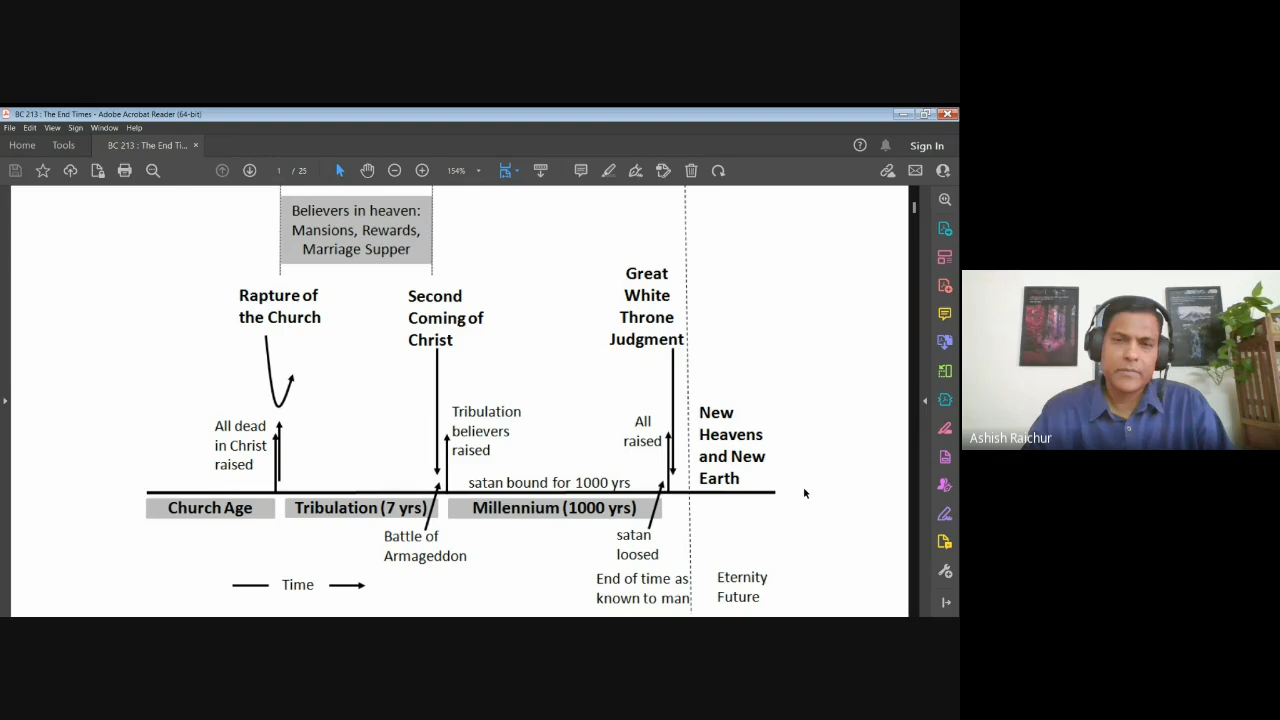 BC 213 : The End Times - Adobe Acrobat Reader (64-bit)
File Edit View Sign Window Help
Home Tools BC 213 : The End Ti... × Sign In
1 / 25 154%
Believers in heaven:
Mansions, Rewards,
Marriage Supper
Rapture of
the Church
Second
Coming of
Christ
Great
White
Throne
Judgment
All dead
in Christ
raised
Tribulation
believers
raised
All
raised
New
Heavens
and New
Earth
satan bound for 1000 yrs
Church Age
Tribulation (7 yrs)
Millennium (1000 yrs)
Battle of
Armageddon
satan
loosed
Time
End of time as
known to man
Eternity
Future
Ashish Raichur